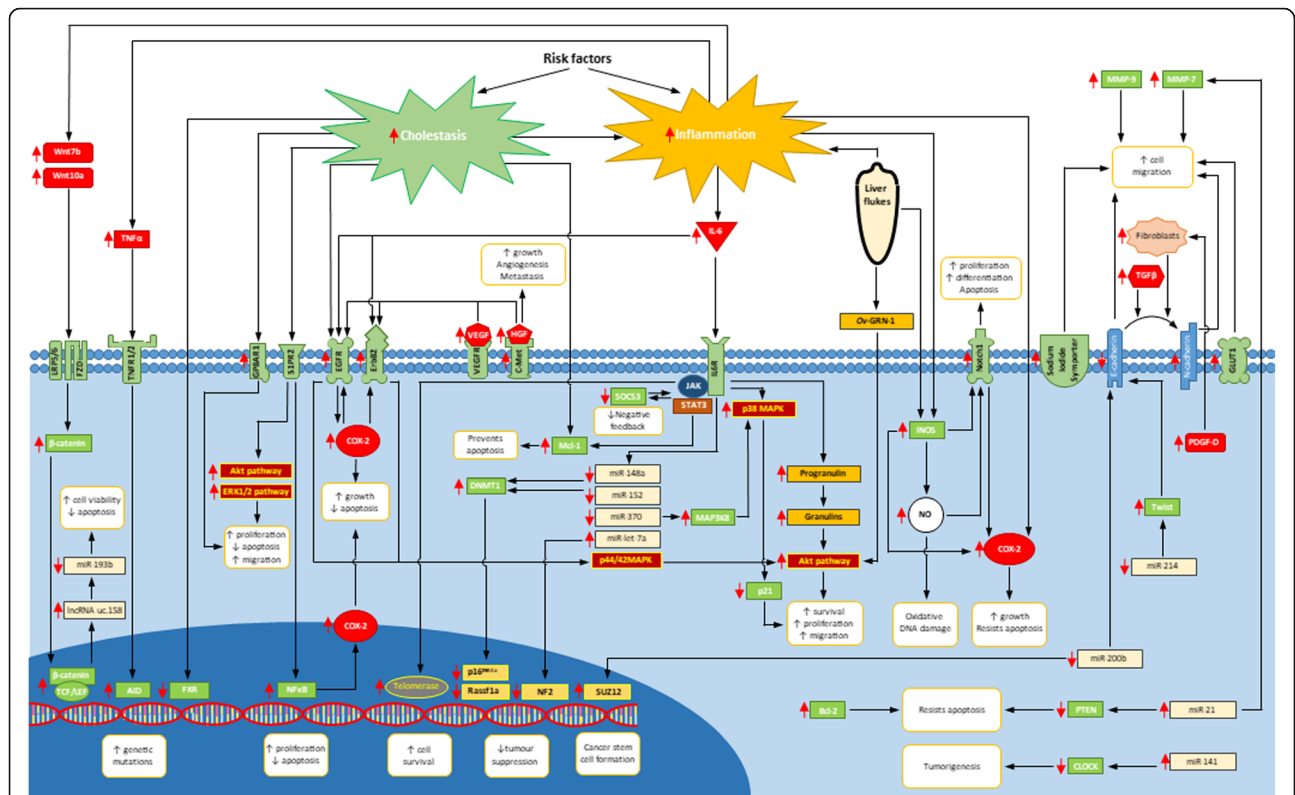 Risk factors
Cholestasis
Inflammation
MMP-9
MMP-7
Wnt7b
Wnt10a
↑ cell
migration
Liver
flukes
TNFα
IL-6
Fibroblasts
↑ growth
Angiogenesis
Metastasis
↑ proliferation
↑ differentiation
Apoptosis
TGFβ
VEGF
HGF
Ov-GRN-1
LRP5/6
FZD
TNFR1/2
GPBAR1
S1PR2
EGFR
ErbB2
VEGFR
C-Met
IL6R
Notch1
Sodium
Iodide
Symporter
E-cadherin
N-cadherin
GLUT1
JAK
STAT3
SOCS3
↓Negative
feedback
p38 MAPK
β-catenin
COX-2
Prevents
apoptosis
Mcl-1
iNOS
PDGF-D
Akt pathway
ERK1/2 pathway
miR-148a
miR-152
miR-370
miR-let-7a
DNMT1
MAP3K8
Progranulin
Granulins
Akt pathway
p44/42MAPK
↑ cell viability
↓ apoptosis
↑ growth
↓ apoptosis
NO
Twist
↑ proliferation
↓ apoptosis
↑ migration
COX-2
miR-193b
miR-214
p21
lncRNA uc.158
↑ survival
↑ proliferation
↑ migration
Oxidative
DNA damage
↑ growth
Resists apoptosis
COX-2
miR-200b
β-catenin
TCF/LEF
AID
FXR
NFκB
Telomerase
Rassf1a
NF2
SUZ12
Bcl-2
Resists apoptosis
PTEN
miR-21
↑ genetic
mutations
↑ proliferation
↓ apoptosis
↑ cell
survival
↓tumour
suppression
Cancer stem
cell formation
Tumorigenesis
CLOCK
miR-141